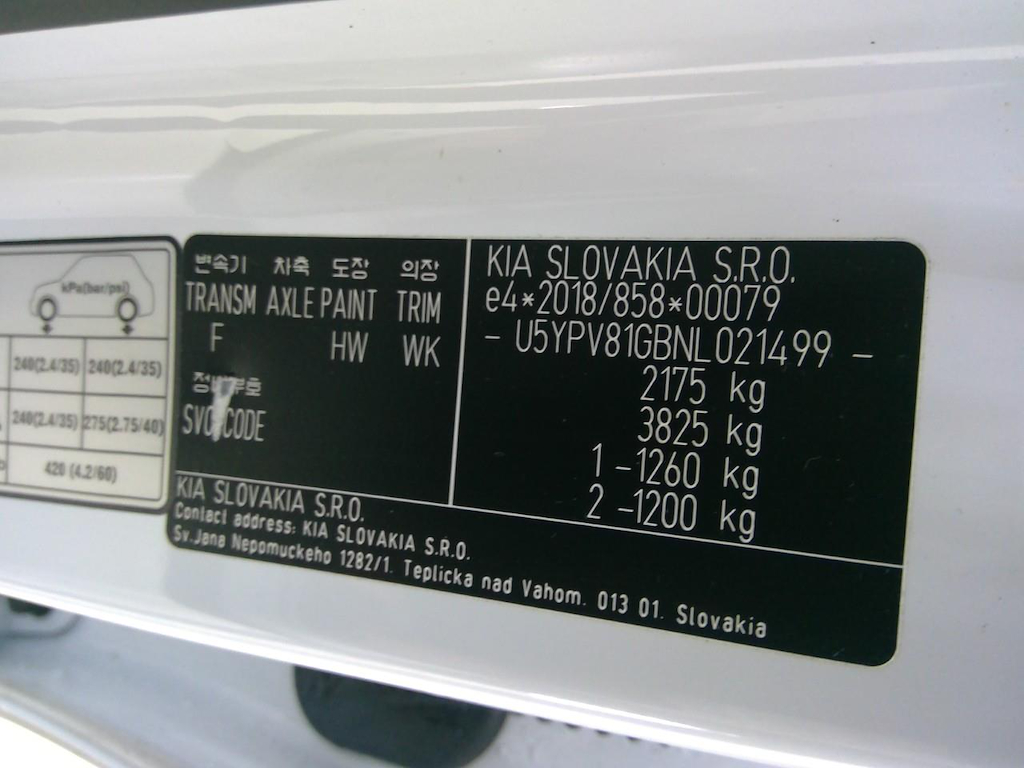 kPa(bar/psi)
240(2.4/35) 240(2.4/35)
240(2.4/35) 275(2.75/40)
420 (4.2/60)
변속기 차축 도장 의장
TRANSM AXLE PAINT TRIM
F HW WK
SVC CODE
KIA SLOVAKIA S.R.O.
e4*2018/858*00079
- U5YPV81GBNL021499 -
2175 kg
3825 kg
1 -1260 kg
2 -1200 kg
KIA SLOVAKIA S.R.O.
Contact address: KIA SLOVAKIA S.R.O.
Sv.Jana Nepomuckeho 1282/1. Teplicka nad Vahom. 013 01. Slovakia